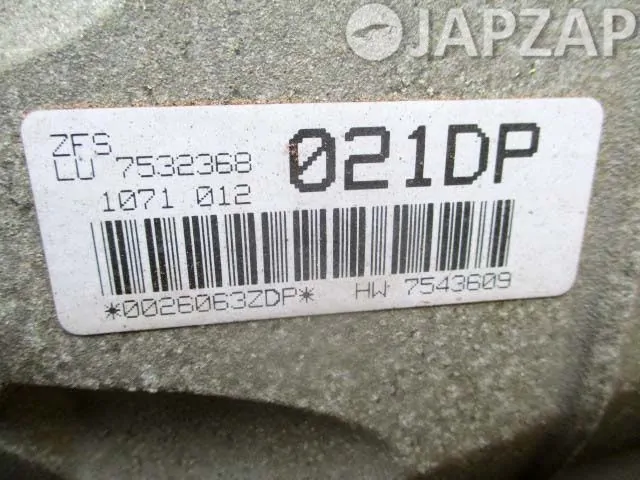 JAPZAP
ZFS
LU 7532368
021DP
1071 012
*0026063ZDP*
HW 7543609